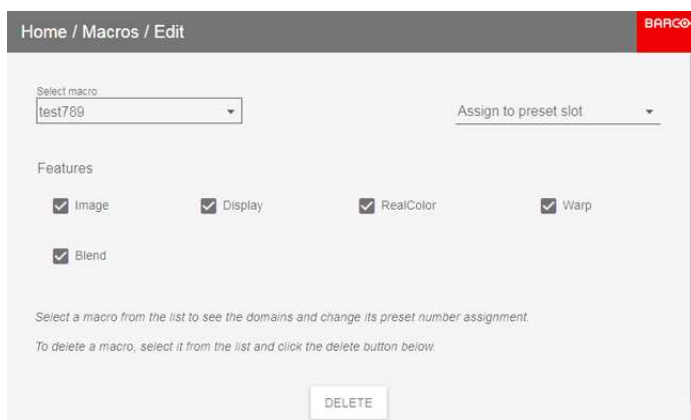 Home / Macros / Edit
BARCO
Select macro
test789
Assign to preset slot
Features
Image
Display
RealColor
Warp
Blend
Select a macro from the list to see the domains and change its preset number assignment.
To delete a macro, select it from the list and click the delete button below.
DELETE